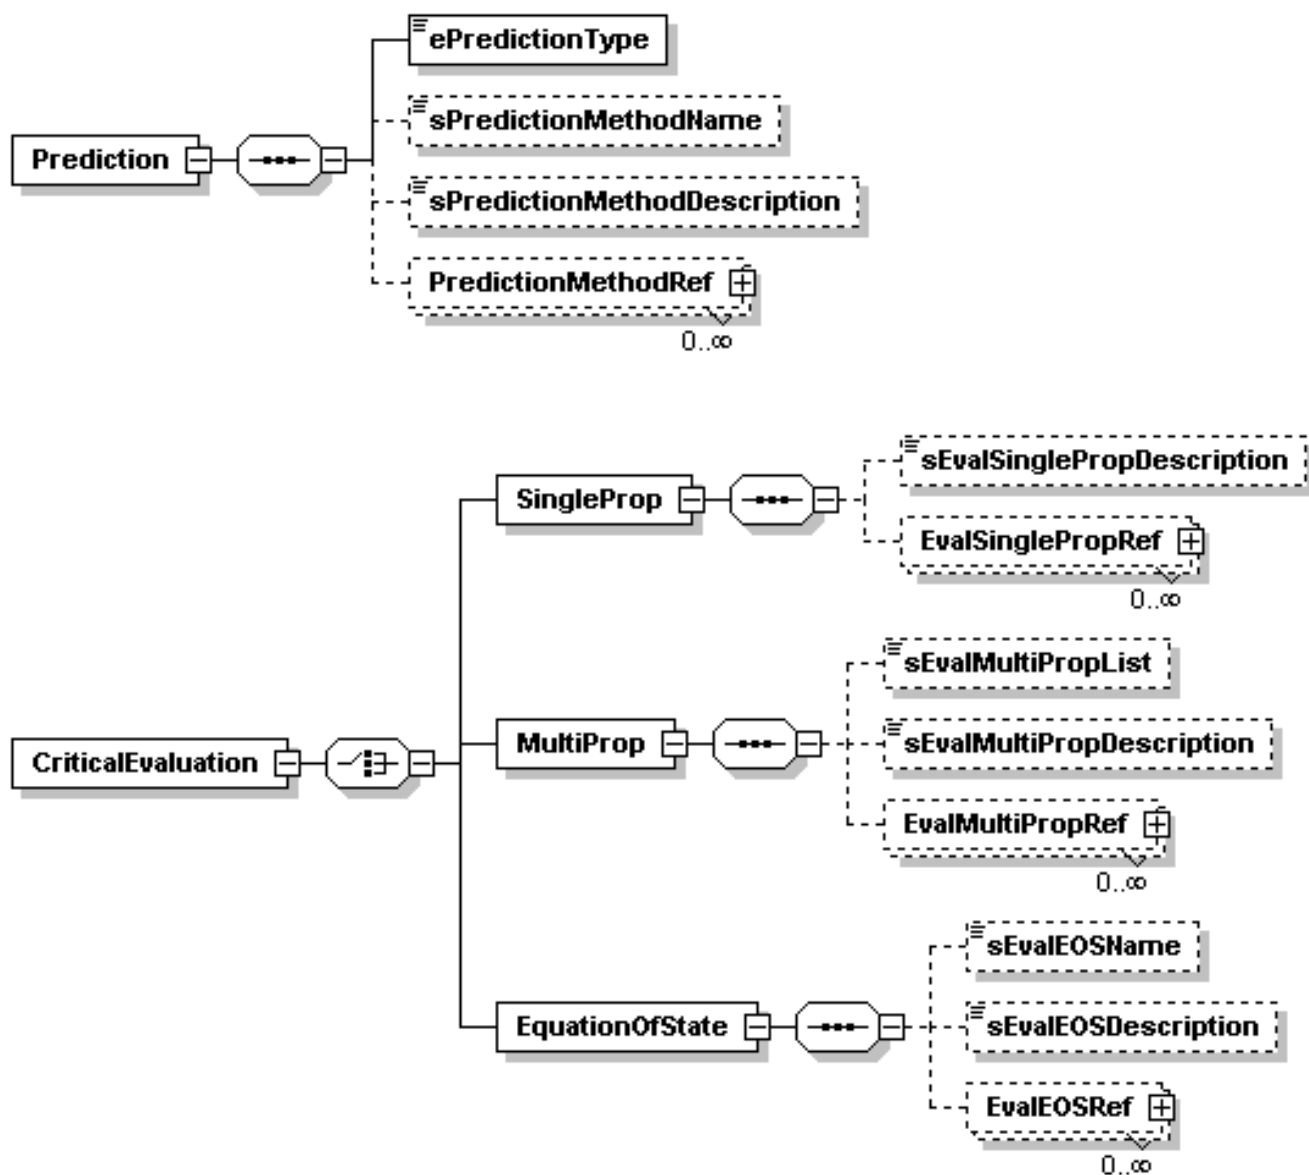 ePredictionType
sPredictionMethodName
Prediction
sPredictionMethodDescription
PredictionMethodRef
0..∞
sEvalSinglePropDescription
SingleProp
EvalSinglePropRef
0..∞
sEvalMultiPropList
MultiProp
sEvalMultiPropDescription
CriticalEvaluation
EvalMultiPropRef
0..∞
sEvalEOSName
EquationOfState
sEvalEOSDescription
EvalEOSRef
0..∞